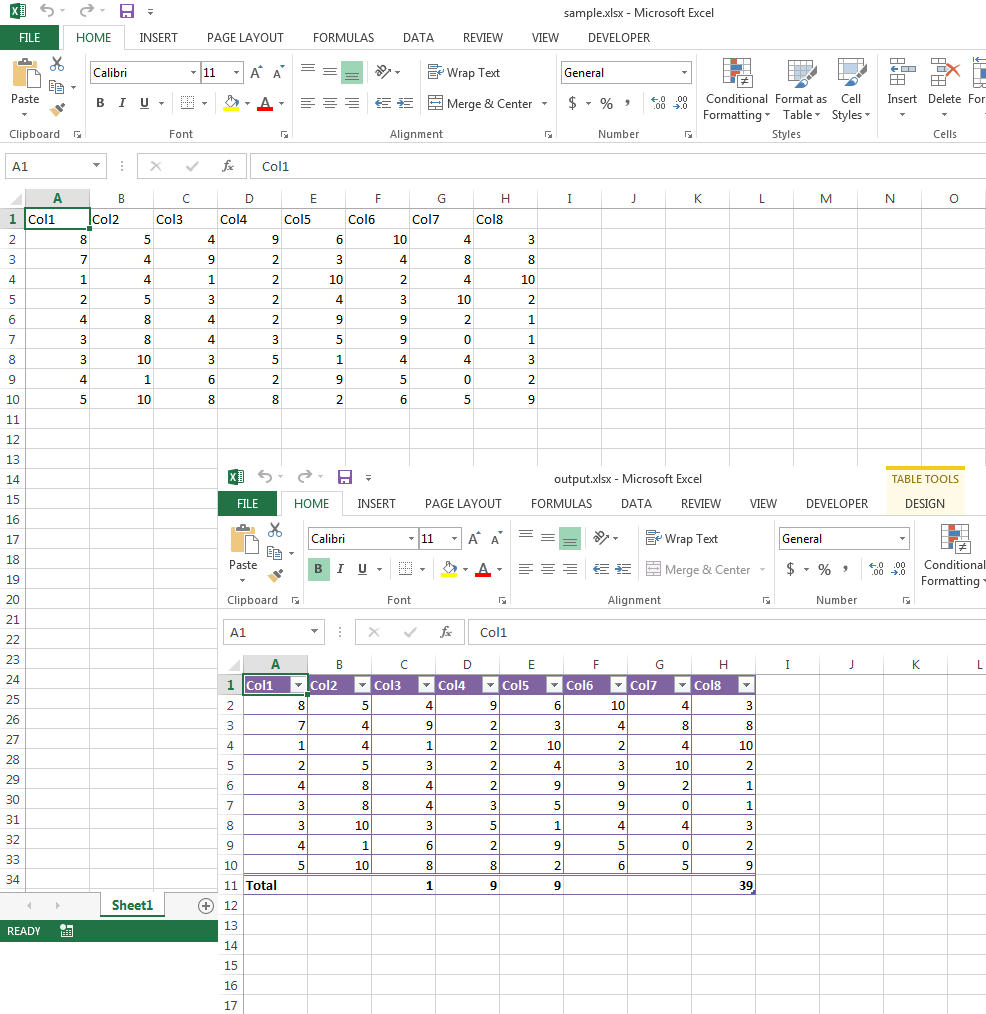 sample.xlsx - Microsoft Excel
FILE HOME INSERT PAGE LAYOUT FORMULAS DATA REVIEW VIEW DEVELOPER
Calibri 11 Wrap Text General
Paste B I U Merge & Center $ % , Conditional Formatting Format as Table Cell Styles Insert Delete For
Clipboard Font Alignment Number Styles Cells
A1 fx Col1
A B C D E F G H I J K L M N O
1 Col1 Col2 Col3 Col4 Col5 Col6 Col7 Col8
2 8 5 4 9 6 10 4 3
3 7 4 9 2 3 4 8 8
4 1 4 1 2 10 2 4 10
5 2 5 3 2 4 3 10 2
6 4 8 4 2 9 9 2 1
7 3 8 4 3 5 9 0 1
8 3 10 3 5 1 4 4 3
9 4 1 6 2 9 5 0 2
10 5 10 8 8 2 6 5 9
11
12
13
14
15
16
17
18
19
20
21
22
23
24
25
26
27
28
29
30
31
32
33
34
Sheet1
READY
output.xlsx - Microsoft Excel TABLE TOOLS
FILE HOME INSERT PAGE LAYOUT FORMULAS DATA REVIEW VIEW DEVELOPER DESIGN
Calibri 11 Wrap Text General
Paste B I U Merge & Center $ % , Conditional Formatting
Clipboard Font Alignment Number
A1 fx Col1
A B C D E F G H I J K L
1 Col1 Col2 Col3 Col4 Col5 Col6 Col7 Col8
2 8 5 4 9 6 10 4 3
3 7 4 9 2 3 4 8 8
4 1 4 1 2 10 2 4 10
5 2 5 3 2 4 3 10 2
6 4 8 4 2 9 9 2 1
7 3 8 4 3 5 9 0 1
8 3 10 3 5 1 4 4 3
9 4 1 6 2 9 5 0 2
10 5 10 8 8 2 6 5 9
11 Total 1 9 9 39
12
13
14
15
16
17